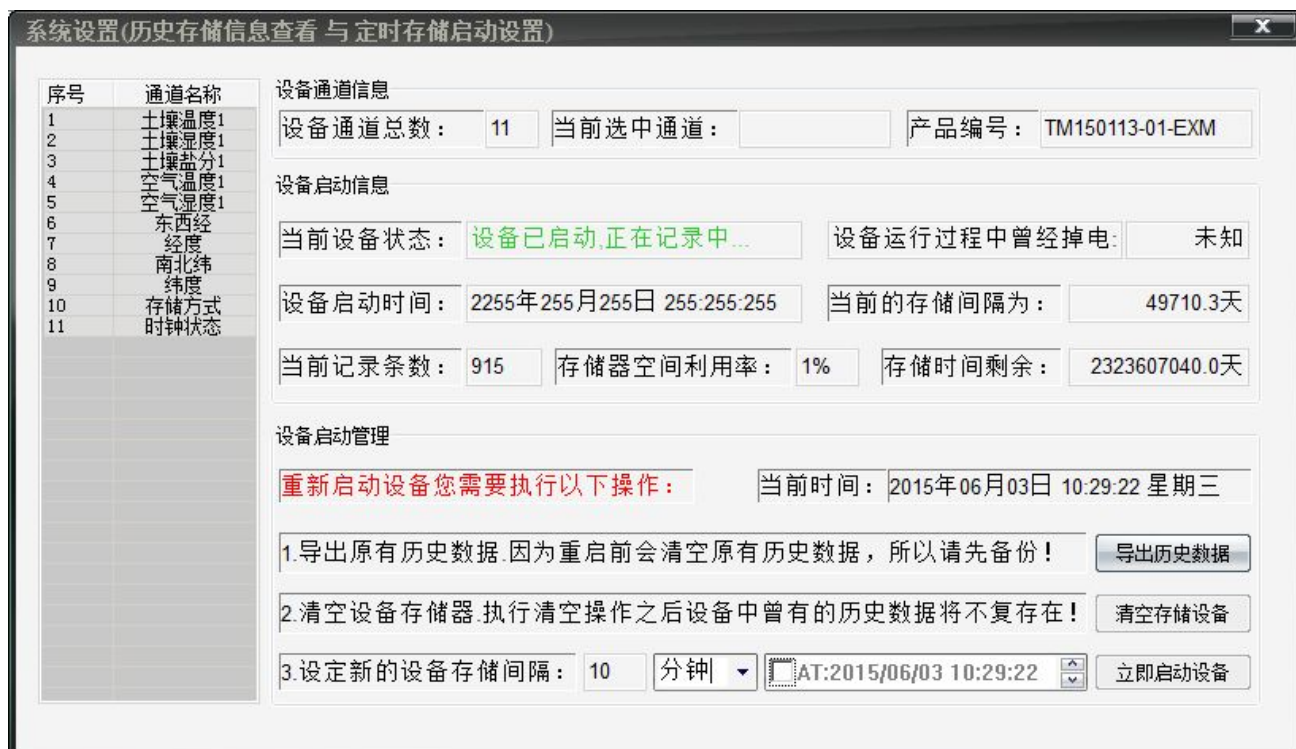 系统设置(历史存储信息查看 与 定时存储启动设置)
x
序号 通道名称
1 土壤温度1
2 土壤湿度1
3 土壤盐分1
4 空气温度1
5 空气湿度1
6 东西经
7 经度
8 南北纬
9 纬度
10 存储方式
11 时钟状态
设备通道信息
设备通道总数： 11 当前选中通道： 产品编号： TM150113-01-EXM
设备启动信息
当前设备状态： 设备已启动,正在记录中... 设备运行过程中曾经掉电: 未知
设备启动时间： 2255年255月255日 255:255:255 当前的存储间隔为： 49710.3天
当前记录条数： 915 存储器空间利用率： 1% 存储时间剩余： 2323607040.0天
设备启动管理
重新启动设备您需要执行以下操作： 当前时间： 2015年06月03日 10:29:22 星期三
1.导出原有历史数据.因为重启前会清空原有历史数据，所以请先备份！ 导出历史数据
2.清空设备存储器.执行清空操作之后设备中曾有的历史数据将不复存在！ 清空存储设备
3.设定新的设备存储间隔： 10 分钟 AT:2015/06/03 10:29:22 立即启动设备